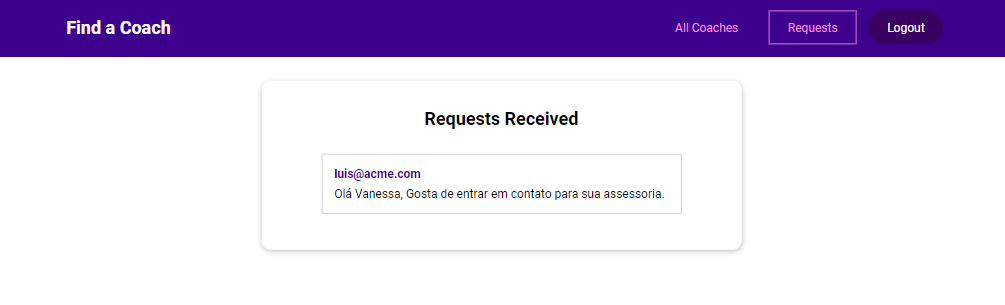 Find a Coach
All Coaches
Requests
Logout
Requests Received
luis@acme.com
Olá Vanessa, Gosta de entrar em contato para sua assessoria.